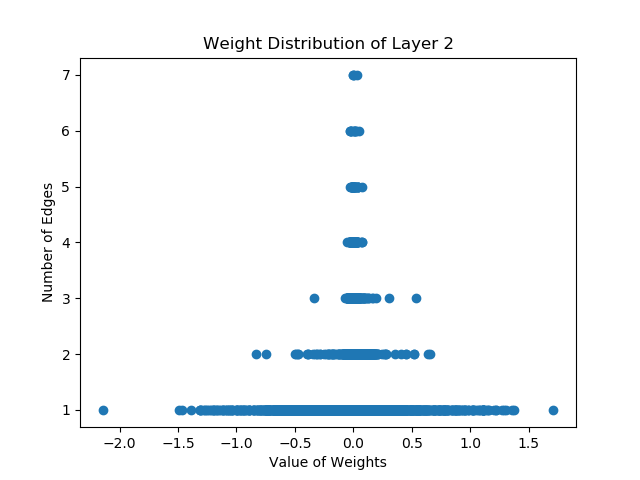 Weight Distribution of Layer 2
Number of Edges
7
6
5
4
3
2
1
−2.0 −1.5 −1.0 −0.5 0.0 0.5 1.0 1.5
Value of Weights